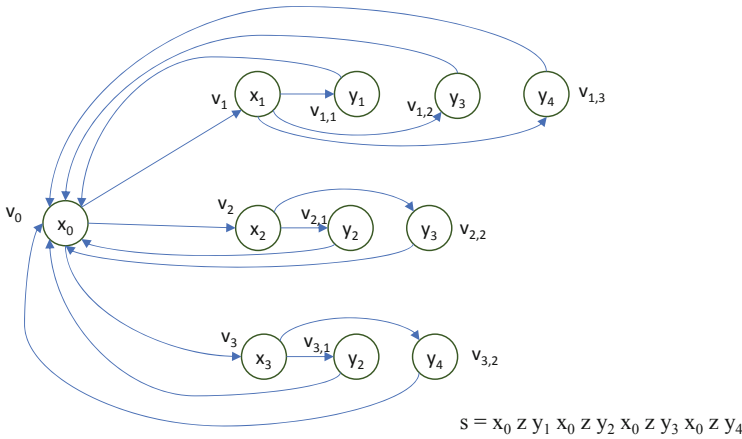 v1 x1 v1,1 y1 v1,2 y3 y4 v1,3
v0 x0 v2 x2 v2,1 y2 y3 v2,2
v3 x3 v3,1 y2 y4 v3,2
s = x0 z y1 x0 z y2 x0 z y3 x0 z y4